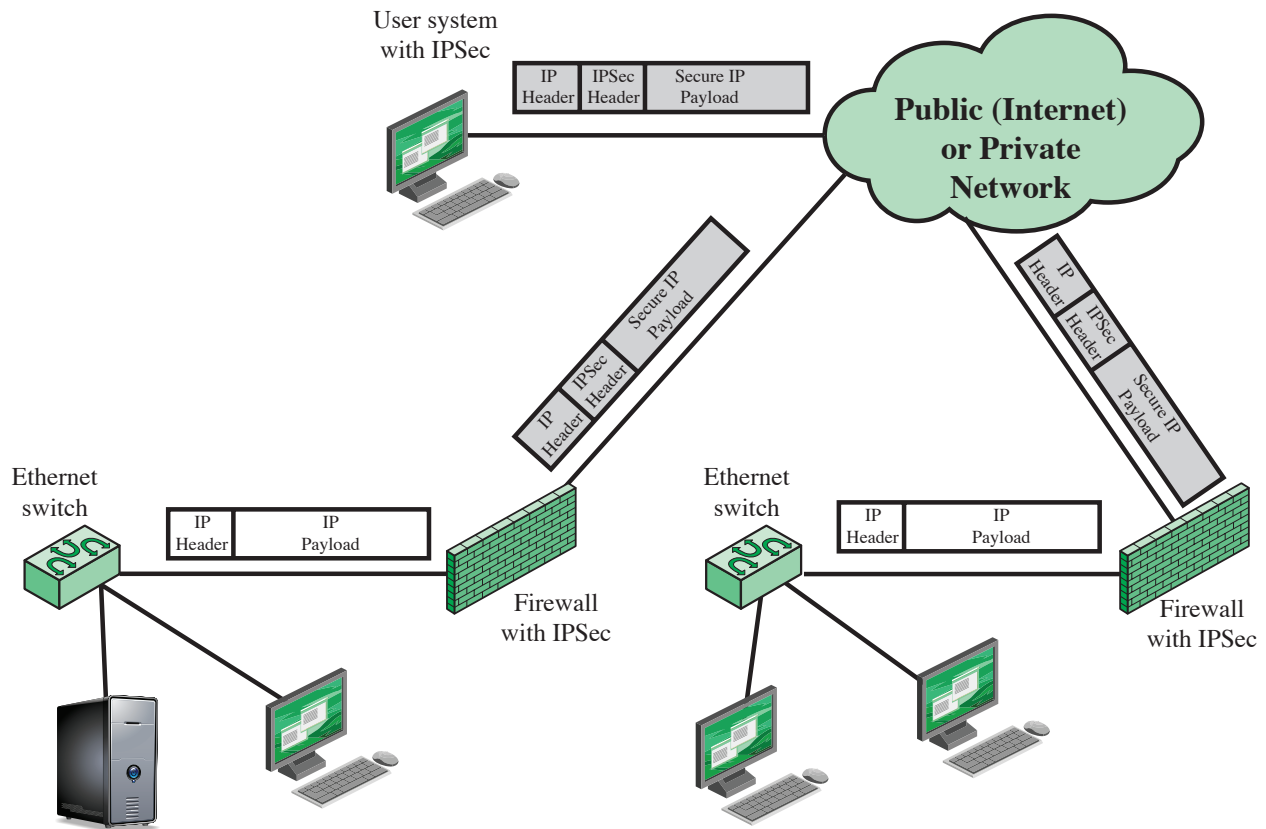 User system
with IPSec
IP
Header
IPSec
Header
Secure IP
Payload
Public (Internet)
or Private
Network
IP
Header
IPSec
Header
Secure IP
Payload
IP
Header
IPSec
Header
Secure IP
Payload
Ethernet
switch
IP
Header
IP
Payload
Firewall
with IPSec
Ethernet
switch
IP
Header
IP
Payload
Firewall
with IPSec